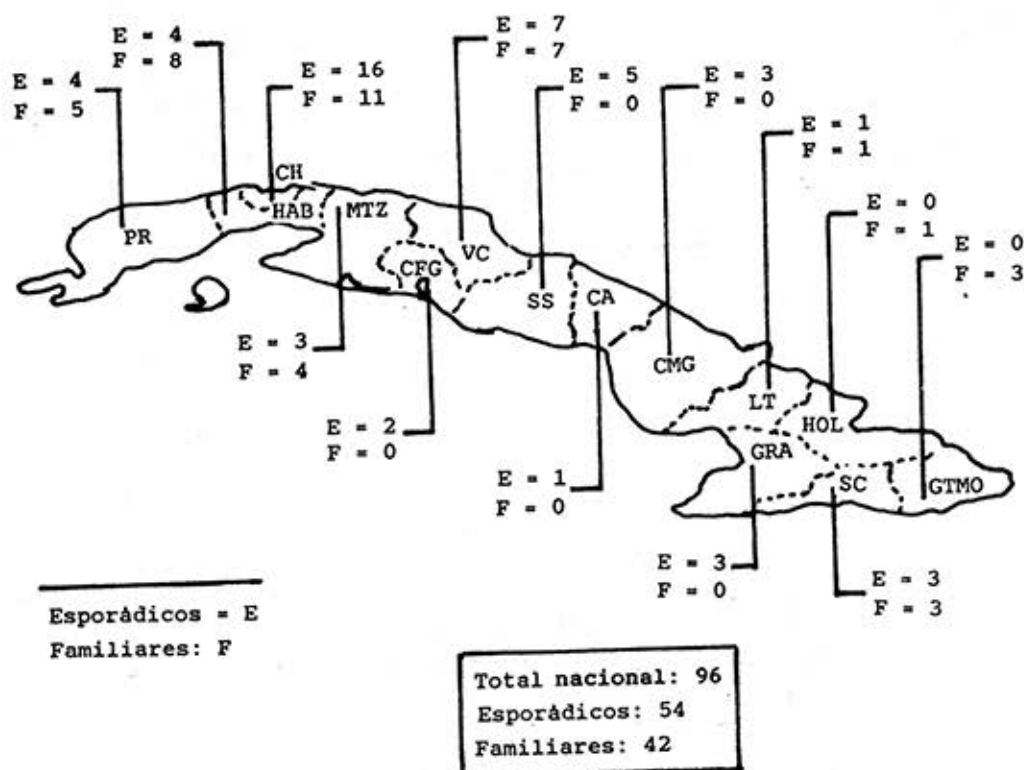 E = 7
F = 7
E = 4
F = 8
E = 16
F = 11
E = 5
F = 0
E = 3
F = 0
E = 4
F = 5
E = 1
F = 1
E = 0
F = 1
E = 0
F = 3
CH
HAB
MTZ
PR
VC
CFG
SS
CA
CMG
LT
HOL
GRA
SC
GTMO
E = 3
F = 4
E = 2
F = 0
E = 1
F = 0
E = 3
F = 0
E = 3
F = 3
Esporádicos = E
Familiares: F
Total nacional: 96
Esporádicos: 54
Familiares: 42